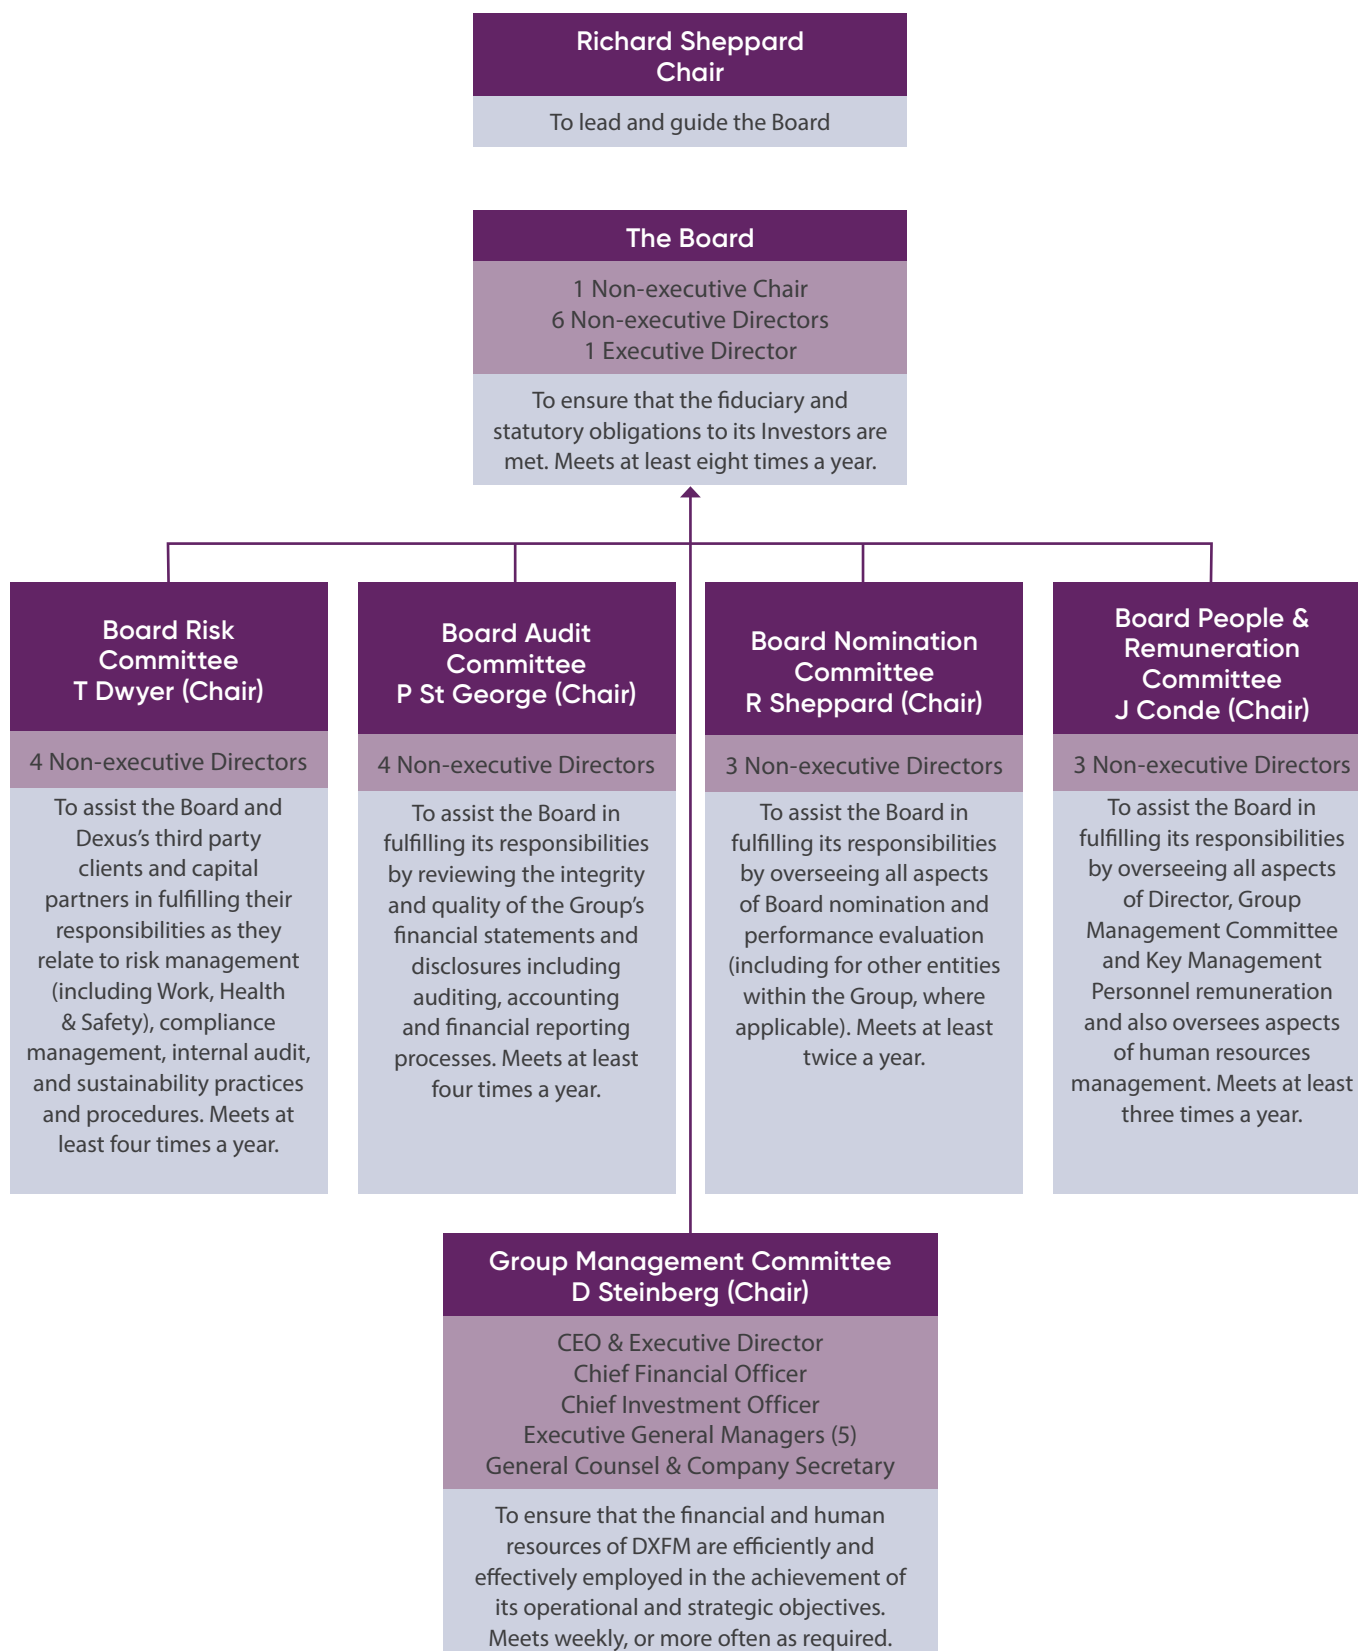 Richard Sheppard
Chair
To lead and guide the Board
The Board
1 Non-executive Chair
6 Non-executive Directors
1 Executive Director
To ensure that the fiduciary and
statutory obligations to its Investors are
met. Meets at least eight times a year.
Board Risk
Committee
T Dwyer (Chair)
4 Non-executive Directors
To assist the Board and
Dexus’s third party
clients and capital
partners in fulfilling their
responsibilities as they
relate to risk management
(including Work, Health
& Safety), compliance
management, internal audit,
and sustainability practices
and procedures. Meets at
least four times a year.
Board Audit
Committee
P St George (Chair)
4 Non-executive Directors
To assist the Board in
fulfilling its responsibilities
by reviewing the integrity
and quality of the Group’s
financial statements and
disclosures including
auditing, accounting
and financial reporting
processes. Meets at least
four times a year.
Board Nomination
Committee
R Sheppard (Chair)
3 Non-executive Directors
To assist the Board in
fulfilling its responsibilities
by overseeing all aspects
of Board nomination and
performance evaluation
(including for other entities
within the Group, where
applicable). Meets at least
twice a year.
Board People &
Remuneration
Committee
J Conde (Chair)
3 Non-executive Directors
To assist the Board in
fulfilling its responsibilities
by overseeing all aspects
of Director, Group
Management Committee
and Key Management
Personnel remuneration
and also oversees aspects
of human resources
management. Meets at least
three times a year.
Group Management Committee
D Steinberg (Chair)
CEO & Executive Director
Chief Financial Officer
Chief Investment Officer
Executive General Managers (5)
General Counsel & Company Secretary
To ensure that the financial and human
resources of DXFM are efficiently and
effectively employed in the achievement of
its operational and strategic objectives.
Meets weekly, or more often as required.